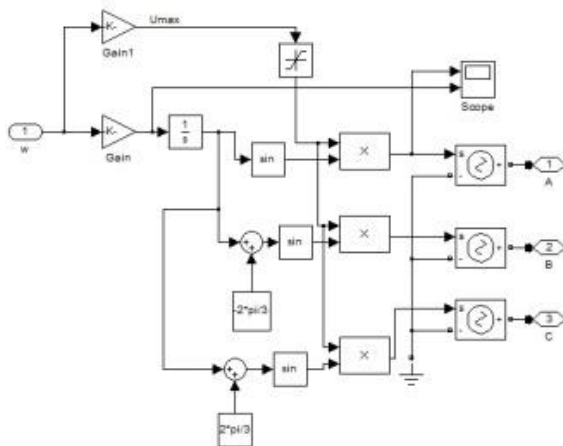 K-
Umax
Gain1
Scope
1
w
K-
Gain
1
s
sin
×
s
-
+
1
A
sin
×
s
-
+
2
B
-2*pi/3
+
+
sin
×
s
-
+
3
C
+
+
2*pi/3